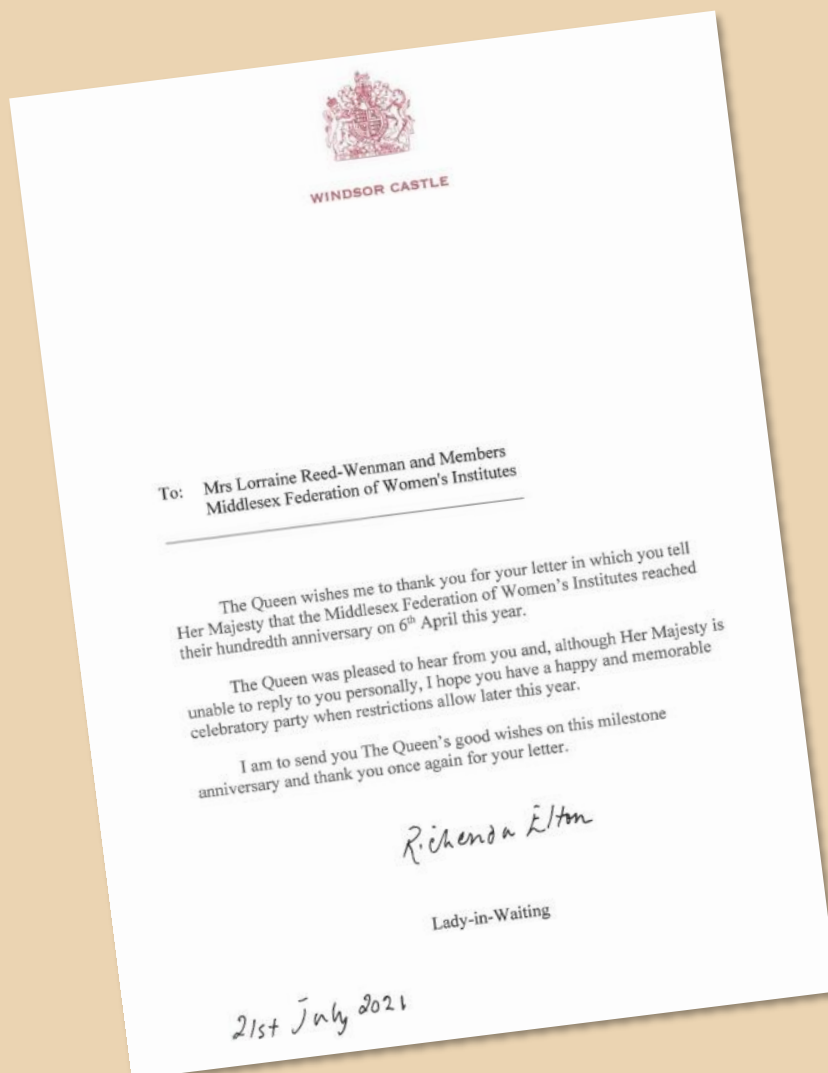 WINDSOR CASTLE
To: Mrs Lorraine Reed-Wenman and Members
Middlesex Federation of Women's Institutes
The Queen wishes me to thank you for your letter in which you tell
Her Majesty that the Middlesex Federation of Women's Institutes reached
their hundredth anniversary on 6th April this year.
The Queen was pleased to hear from you and, although Her Majesty is
unable to reply to you personally, I hope you have a happy and memorable
celebratory party when restrictions allow later this year.
I am to send you The Queen's good wishes on this milestone
anniversary and thank you once again for your letter.
Richenda Elton
Lady-in-Waiting
21st July 2021